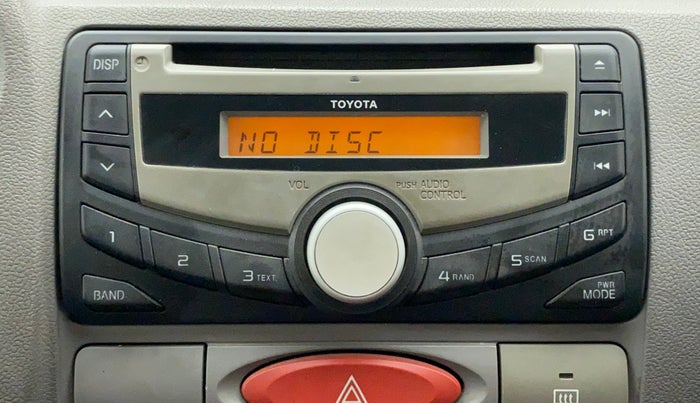 DISP
TOYOTA
NO DISC
VOL
PUSH AUDIO
CONTROL
1
2
3 TEXT
4 RAND
5 SCAN
6 RPT
BAND
PWR
MODE